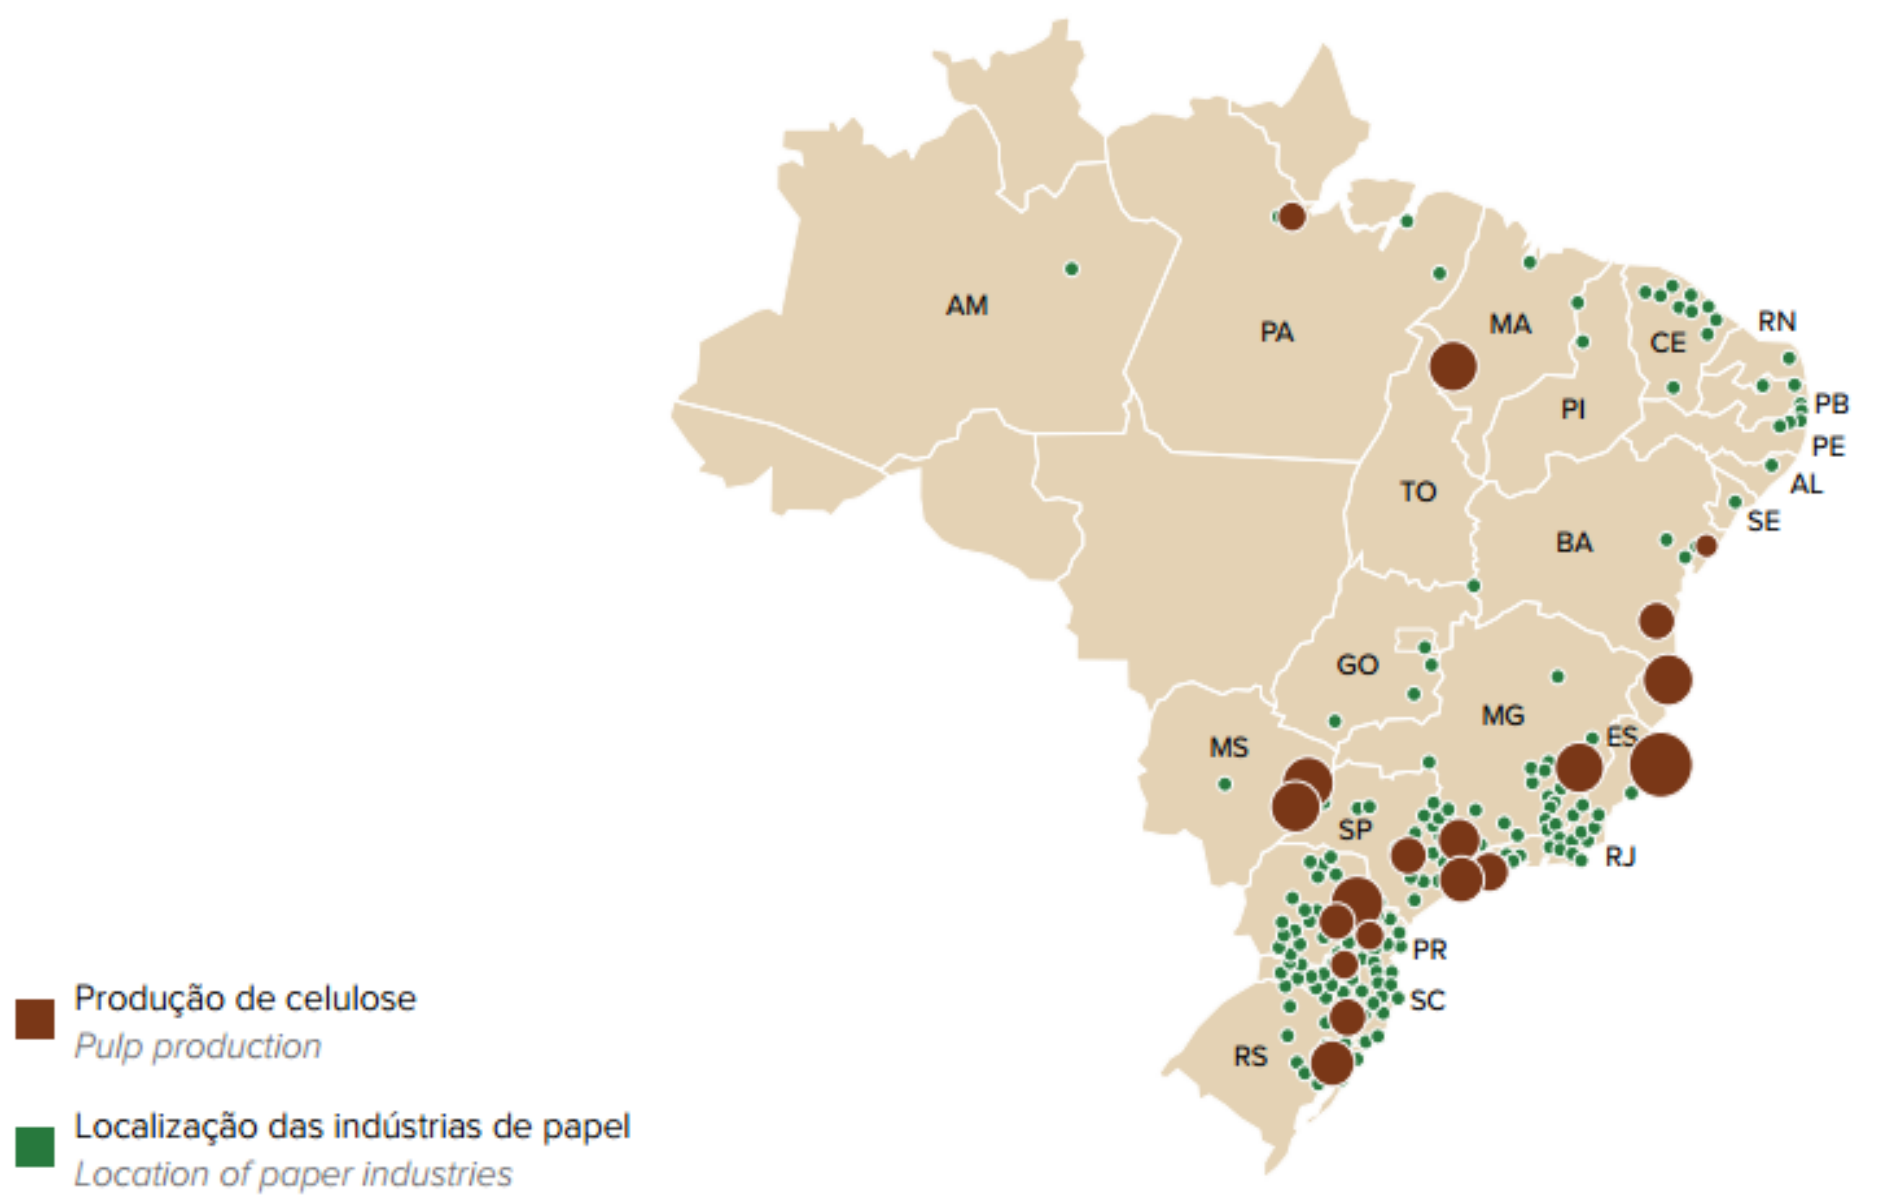 AM
PA
MA
CE
RN
PI
PB
PE
AL
TO
SE
BA
GO
MG
ES
MS
SP
RJ
PR
SC
RS
Produção de celulose
Pulp production
Localização das indústrias de papel
Location of paper industries